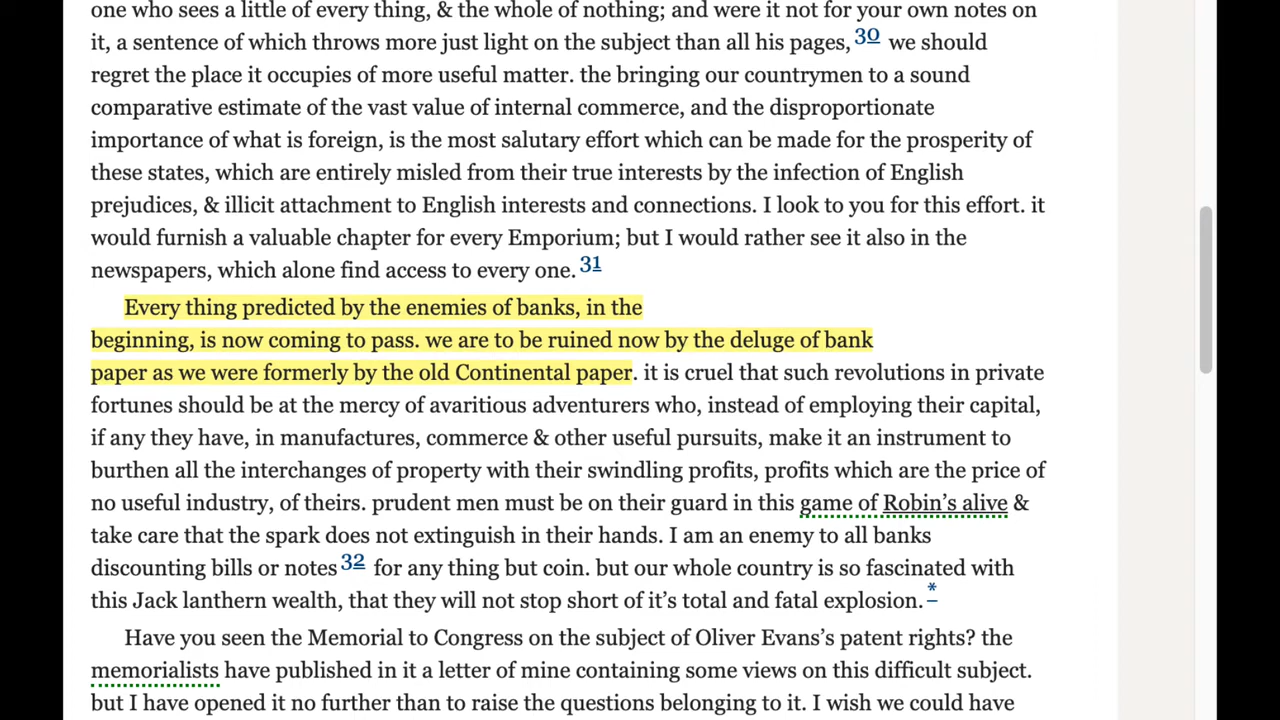 one who sees a little of every thing, & the whole of nothing; and were it not for your own notes on
it, a sentence of which throws more just light on the subject than all his pages, 30 we should
regret the place it occupies of more useful matter. the bringing our countrymen to a sound
comparative estimate of the vast value of internal commerce, and the disproportionate
importance of what is foreign, is the most salutary effort which can be made for the prosperity of
these states, which are entirely misled from their true interests by the infection of English
prejudices, & illicit attachment to English interests and connections. I look to you for this effort. it
would furnish a valuable chapter for every Emporium; but I would rather see it also in the
newspapers, which alone find access to every one. 31
Every thing predicted by the enemies of banks, in the
beginning, is now coming to pass. we are to be ruined now by the deluge of bank
paper as we were formerly by the old Continental paper. it is cruel that such revolutions in private
fortunes should be at the mercy of avaritious adventurers who, instead of employing their capital,
if any they have, in manufactures, commerce & other useful pursuits, make it an instrument to
burthen all the interchanges of property with their swindling profits, profits which are the price of
no useful industry, of theirs. prudent men must be on their guard in this game of Robin’s alive &
take care that the spark does not extinguish in their hands. I am an enemy to all banks
discounting bills or notes 32 for any thing but coin. but our whole country is so fascinated with
this Jack lanthern wealth, that they will not stop short of it’s total and fatal explosion. *
Have you seen the Memorial to Congress on the subject of Oliver Evans’s patent rights? the
memorialists have published in it a letter of mine containing some views on this difficult subject.
but I have opened it no further than to raise the questions belonging to it. I wish we could have